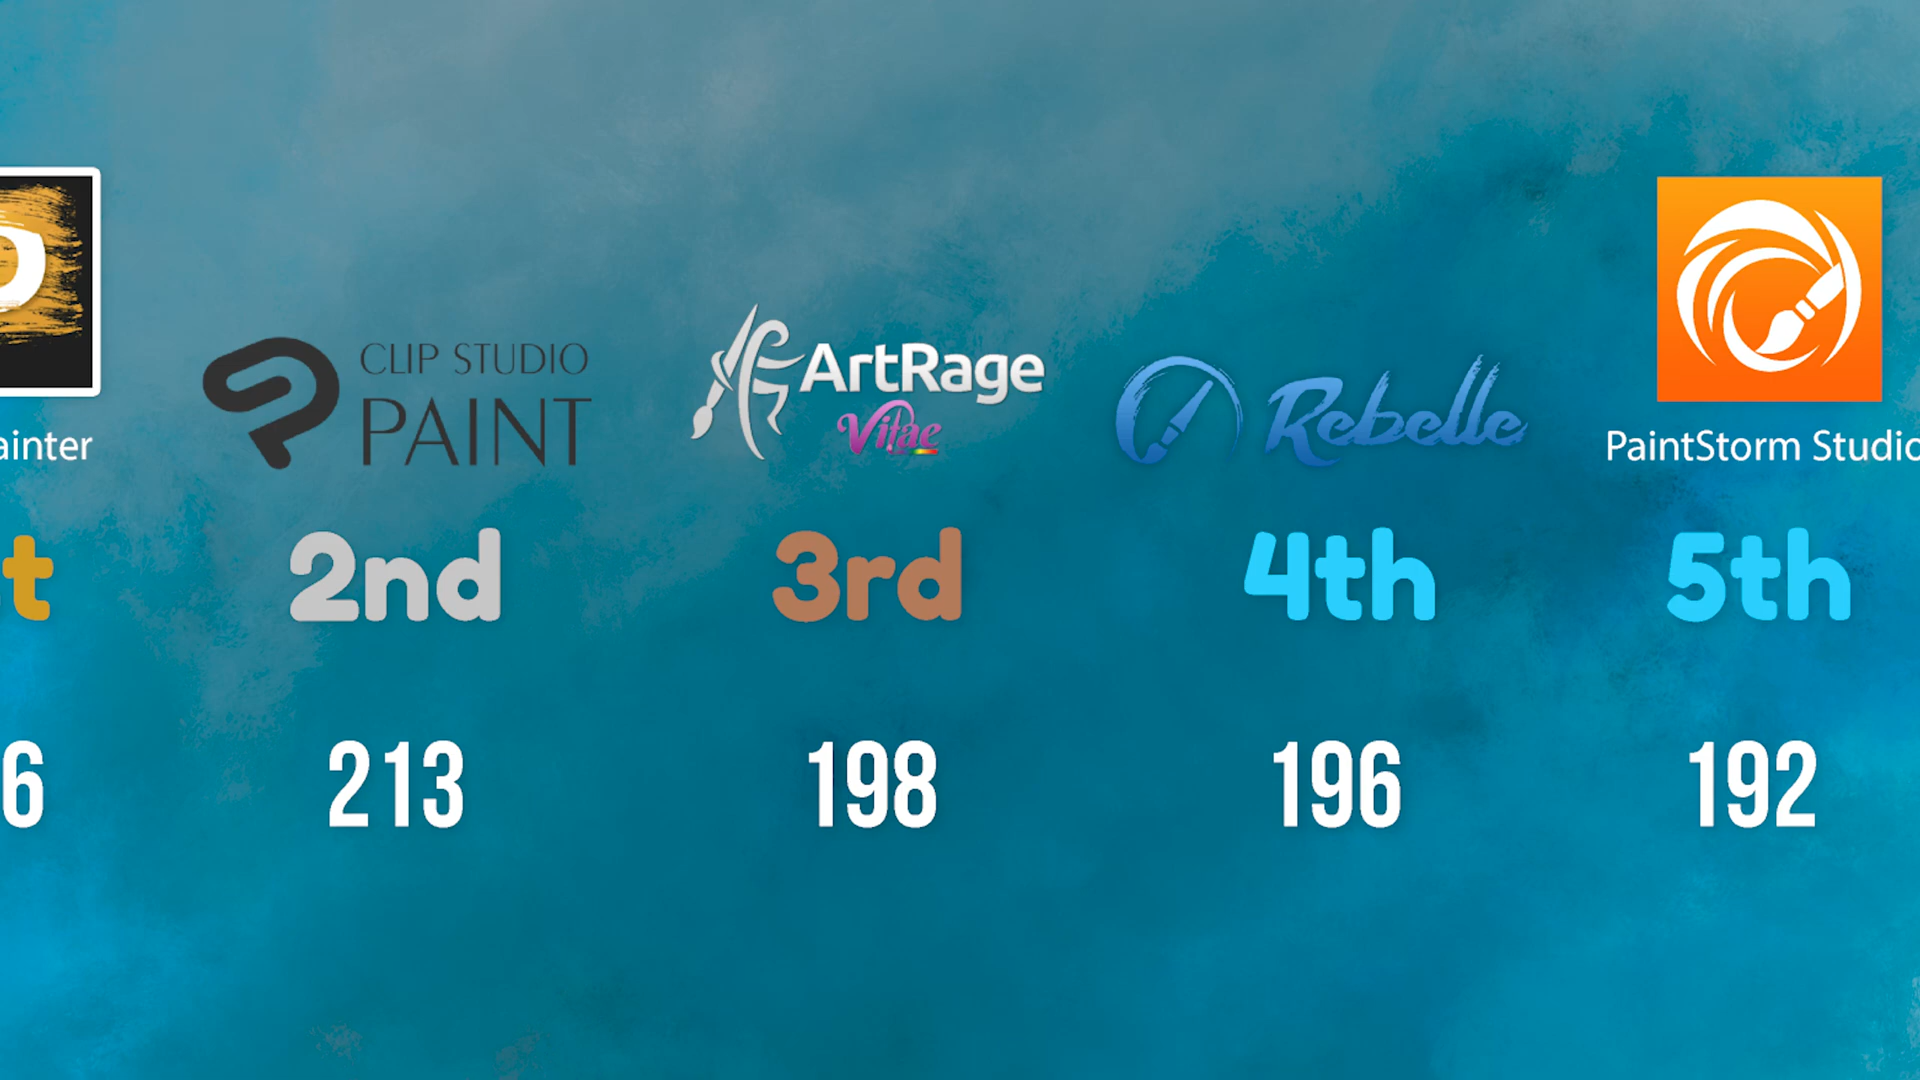 CLIP STUDIO
PAINT
ArtRage
Vitae
Rebelle
ainter
PaintStorm Studio
t
2nd
3rd
4th
5th
6
213
198
196
192